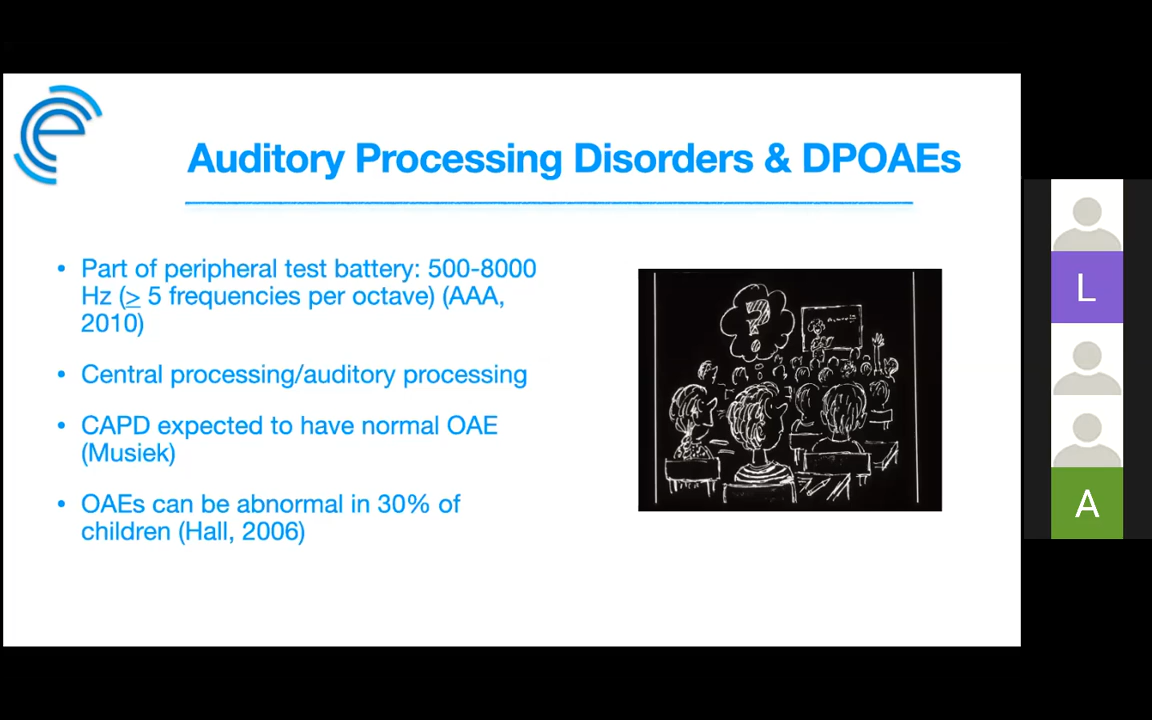 Auditory Processing Disorders & DPOAEs
• Part of peripheral test battery: 500-8000
Hz (≥ 5 frequencies per octave) (AAA,
2010)
• Central processing/auditory processing
• CAPD expected to have normal OAE
(Musiek)
• OAEs can be abnormal in 30% of
children (Hall, 2006)
?
L
A